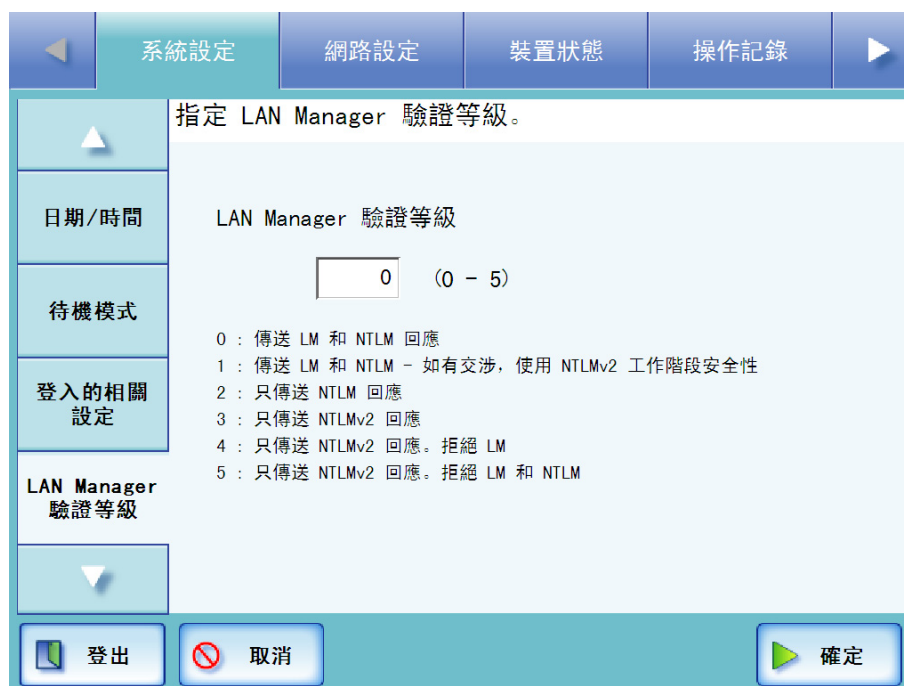 系統設定
網路設定
裝置狀態
操作記錄
指定 LAN Manager 驗證等級。
日期/時間
待機模式
登入的相關
設定
LAN Manager
驗證等級
LAN Manager 驗證等級
0 (0 - 5)
0 : 傳送 LM 和 NTLM 回應
1 : 傳送 LM 和 NTLM - 如有交涉，使用 NTLMv2 工作階段安全性
2 : 只傳送 NTLM 回應
3 : 只傳送 NTLMv2 回應
4 : 只傳送 NTLMv2 回應。拒絕 LM
5 : 只傳送 NTLMv2 回應。拒絕 LM 和 NTLM
登出
取消
確定